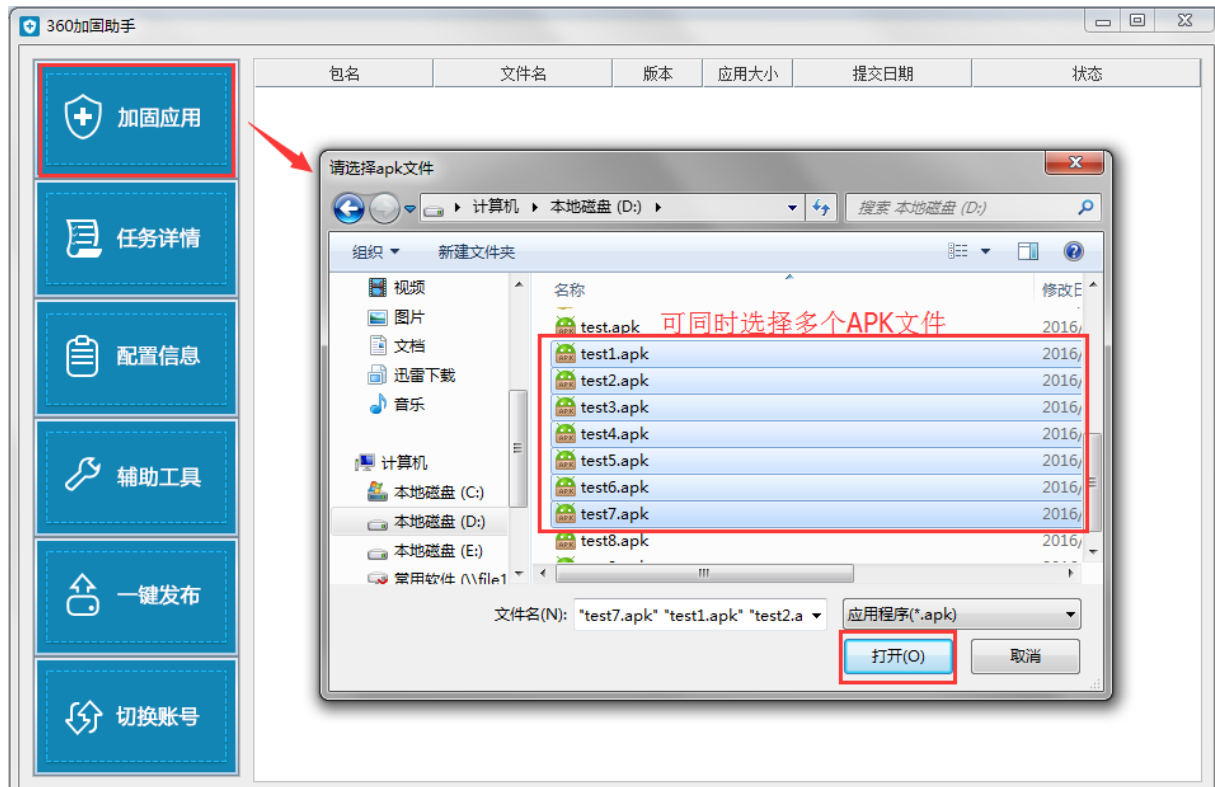 360加固助手
加固应用
任务详情
配置信息
辅助工具
一键发布
切换账号
包名 文件名 版本 应用大小 提交日期 状态
请选择apk文件
计算机 本地磁盘 (D:)
搜索 本地磁盘 (D:)
组织 新建文件夹
视频
图片
文档
迅雷下载
音乐
计算机
本地磁盘 (C:)
本地磁盘 (D:)
本地磁盘 (E:)
常用软件 (\\file1
名称 修改日
可同时选择多个APK文件
test.apk 2016/
test1.apk 2016/
test2.apk 2016/
test3.apk 2016/
test4.apk 2016/
test5.apk 2016/
test6.apk 2016/
test7.apk 2016/
test8.apk 2016/
文件名(N): "test7.apk" "test1.apk" "test2.a 应用程序(*.apk)
打开(O) 取消